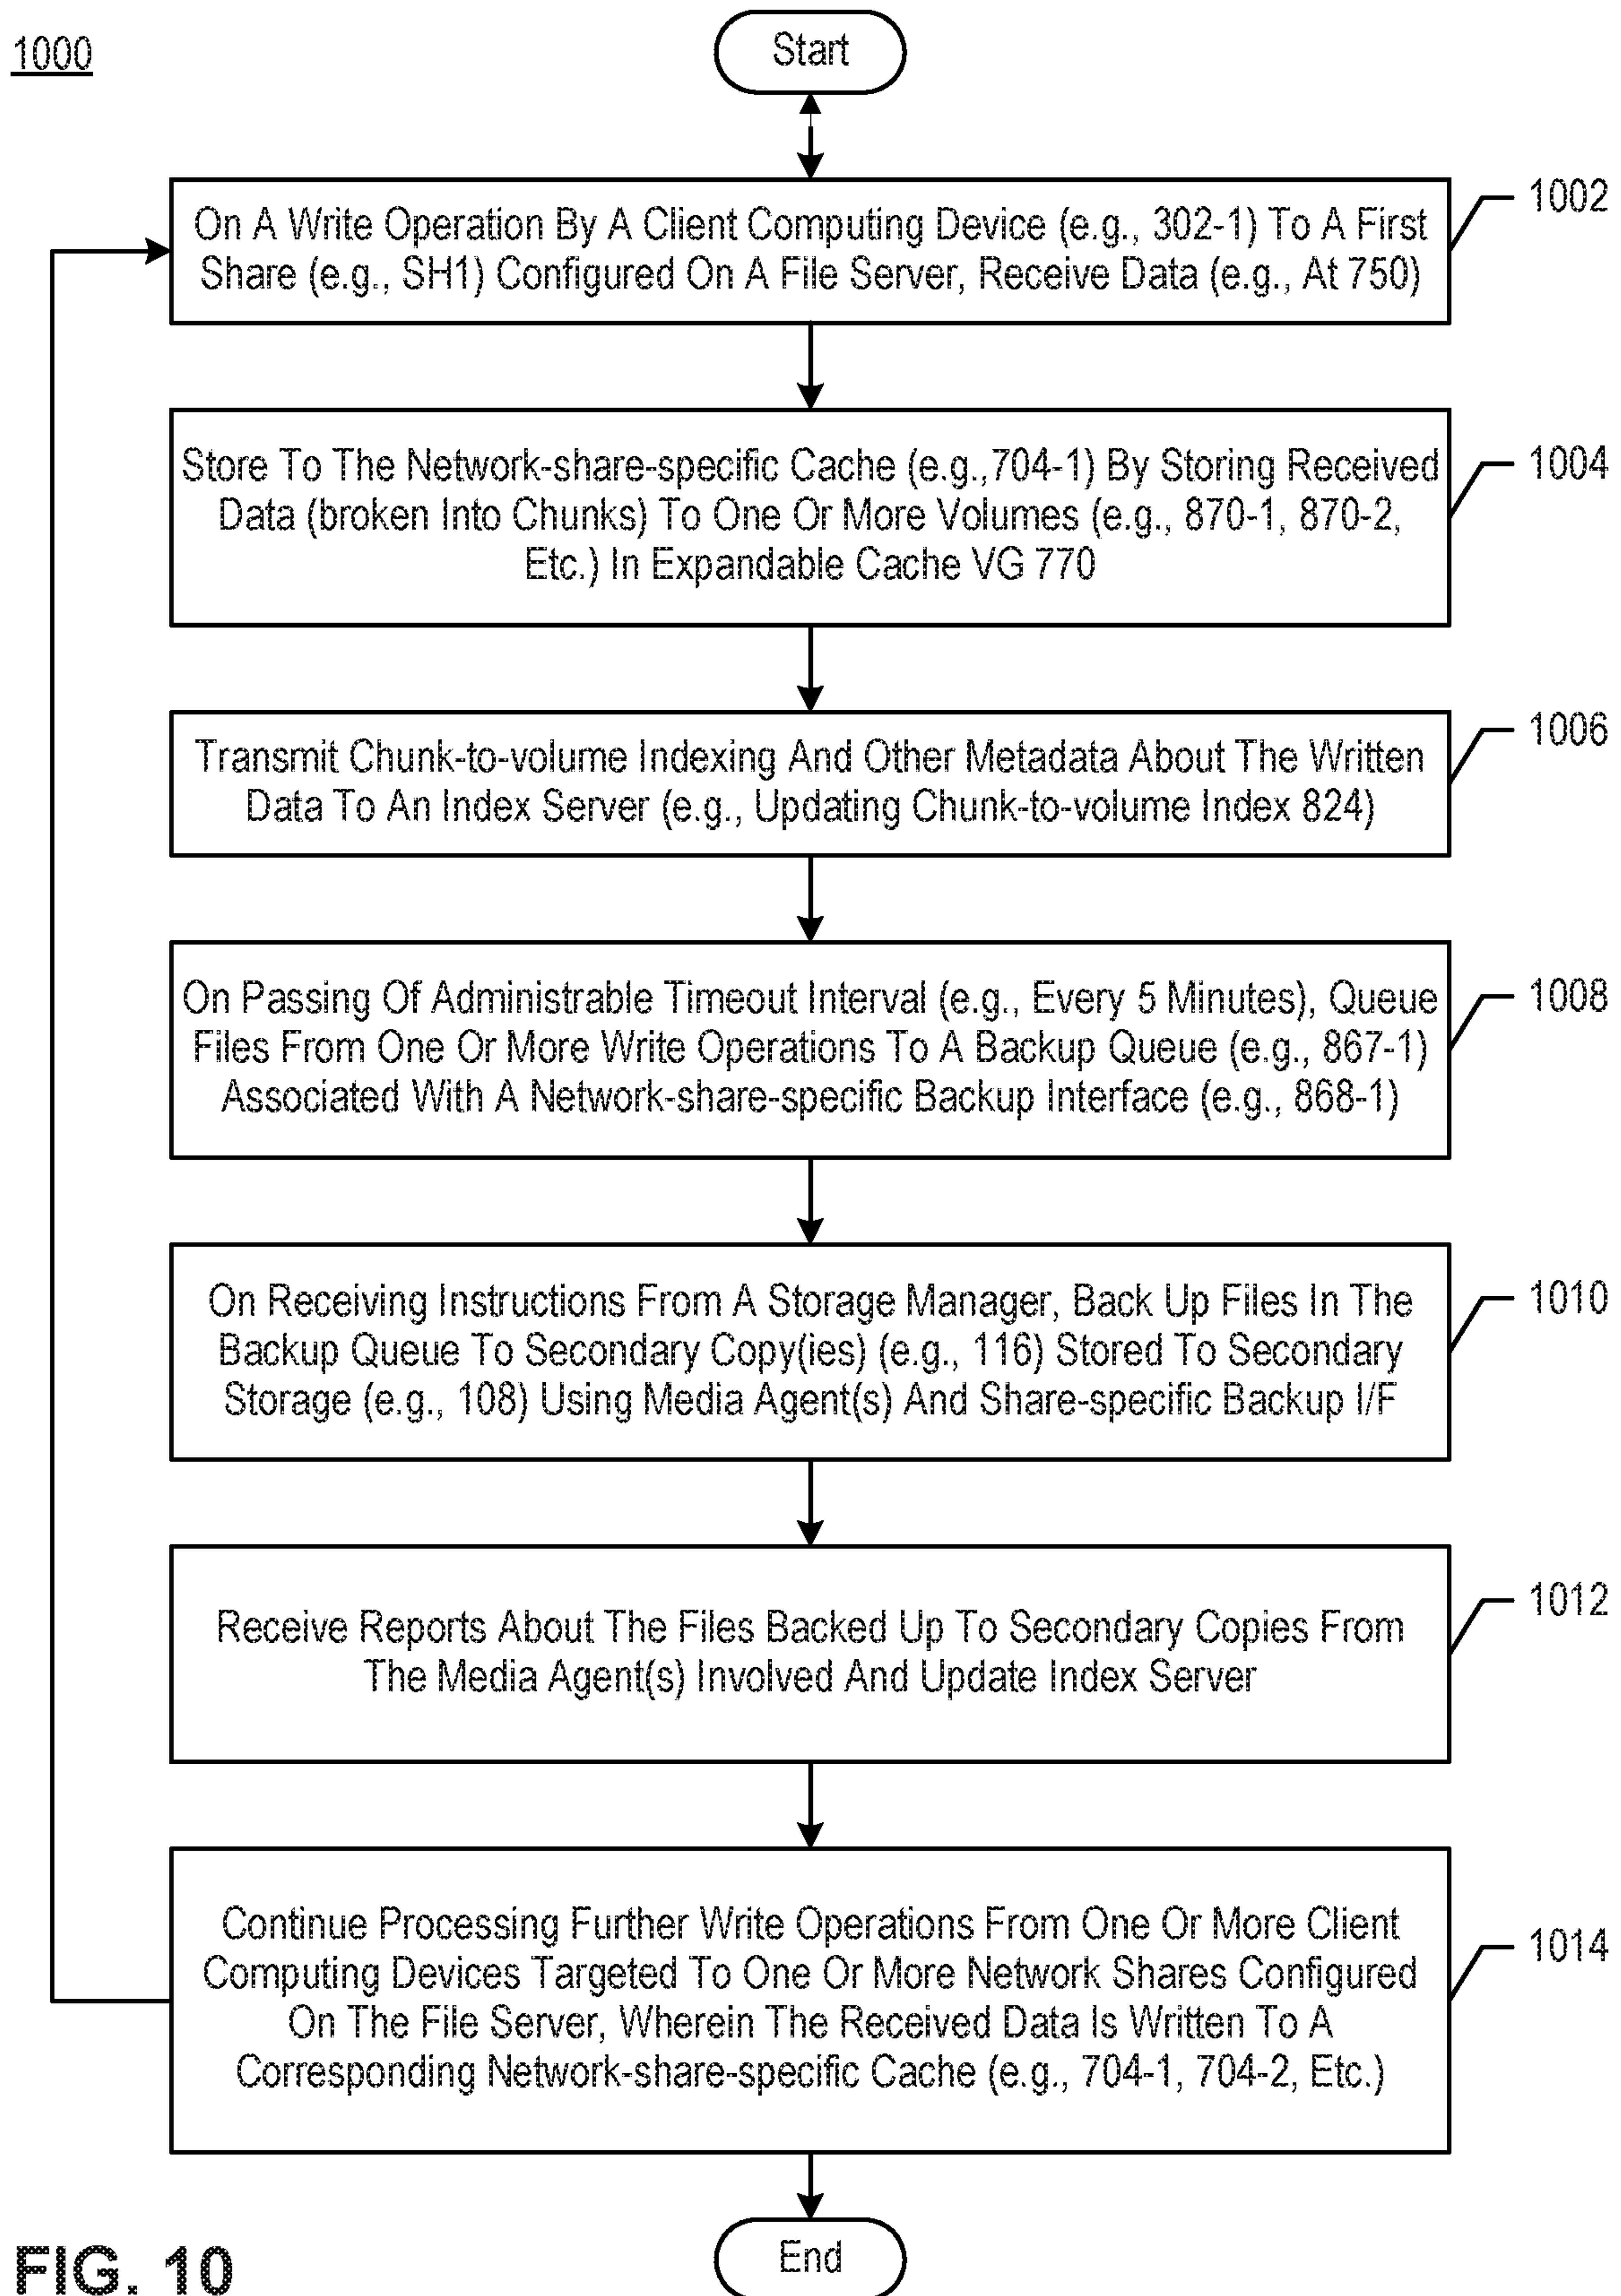 1000
Start
On A Write Operation By A Client Computing Device (e.g., 302-1) To A First
Share (e.g., SH1) Configured On A File Server, Receive Data (e.g., At 750)
1002
Store To The Network-share-specific Cache (e.g.,704-1) By Storing Received
Data (broken Into Chunks) To One Or More Volumes (e.g., 870-1, 870-2,
Etc.) In Expandable Cache VG 770
1004
Transmit Chunk-to-volume Indexing And Other Metadata About The Written
Data To An Index Server (e.g., Updating Chunk-to-volume Index 824)
1006
On Passing Of Administrable Timeout Interval (e.g., Every 5 Minutes), Queue
Files From One Or More Write Operations To A Backup Queue (e.g., 867-1)
Associated With A Network-share-specific Backup Interface (e.g., 868-1)
1008
On Receiving Instructions From A Storage Manager, Back Up Files In The
Backup Queue To Secondary Copy(ies) (e.g., 116) Stored To Secondary
Storage (e.g., 108) Using Media Agent(s) And Share-specific Backup I/F
1010
Receive Reports About The Files Backed Up To Secondary Copies From
The Media Agent(s) Involved And Update Index Server
1012
Continue Processing Further Write Operations From One Or More Client
Computing Devices Targeted To One Or More Network Shares Configured
On The File Server, Wherein The Received Data Is Written To A
Corresponding Network-share-specific Cache (e.g., 704-1, 704-2, Etc.)
1014
End
FIG. 10